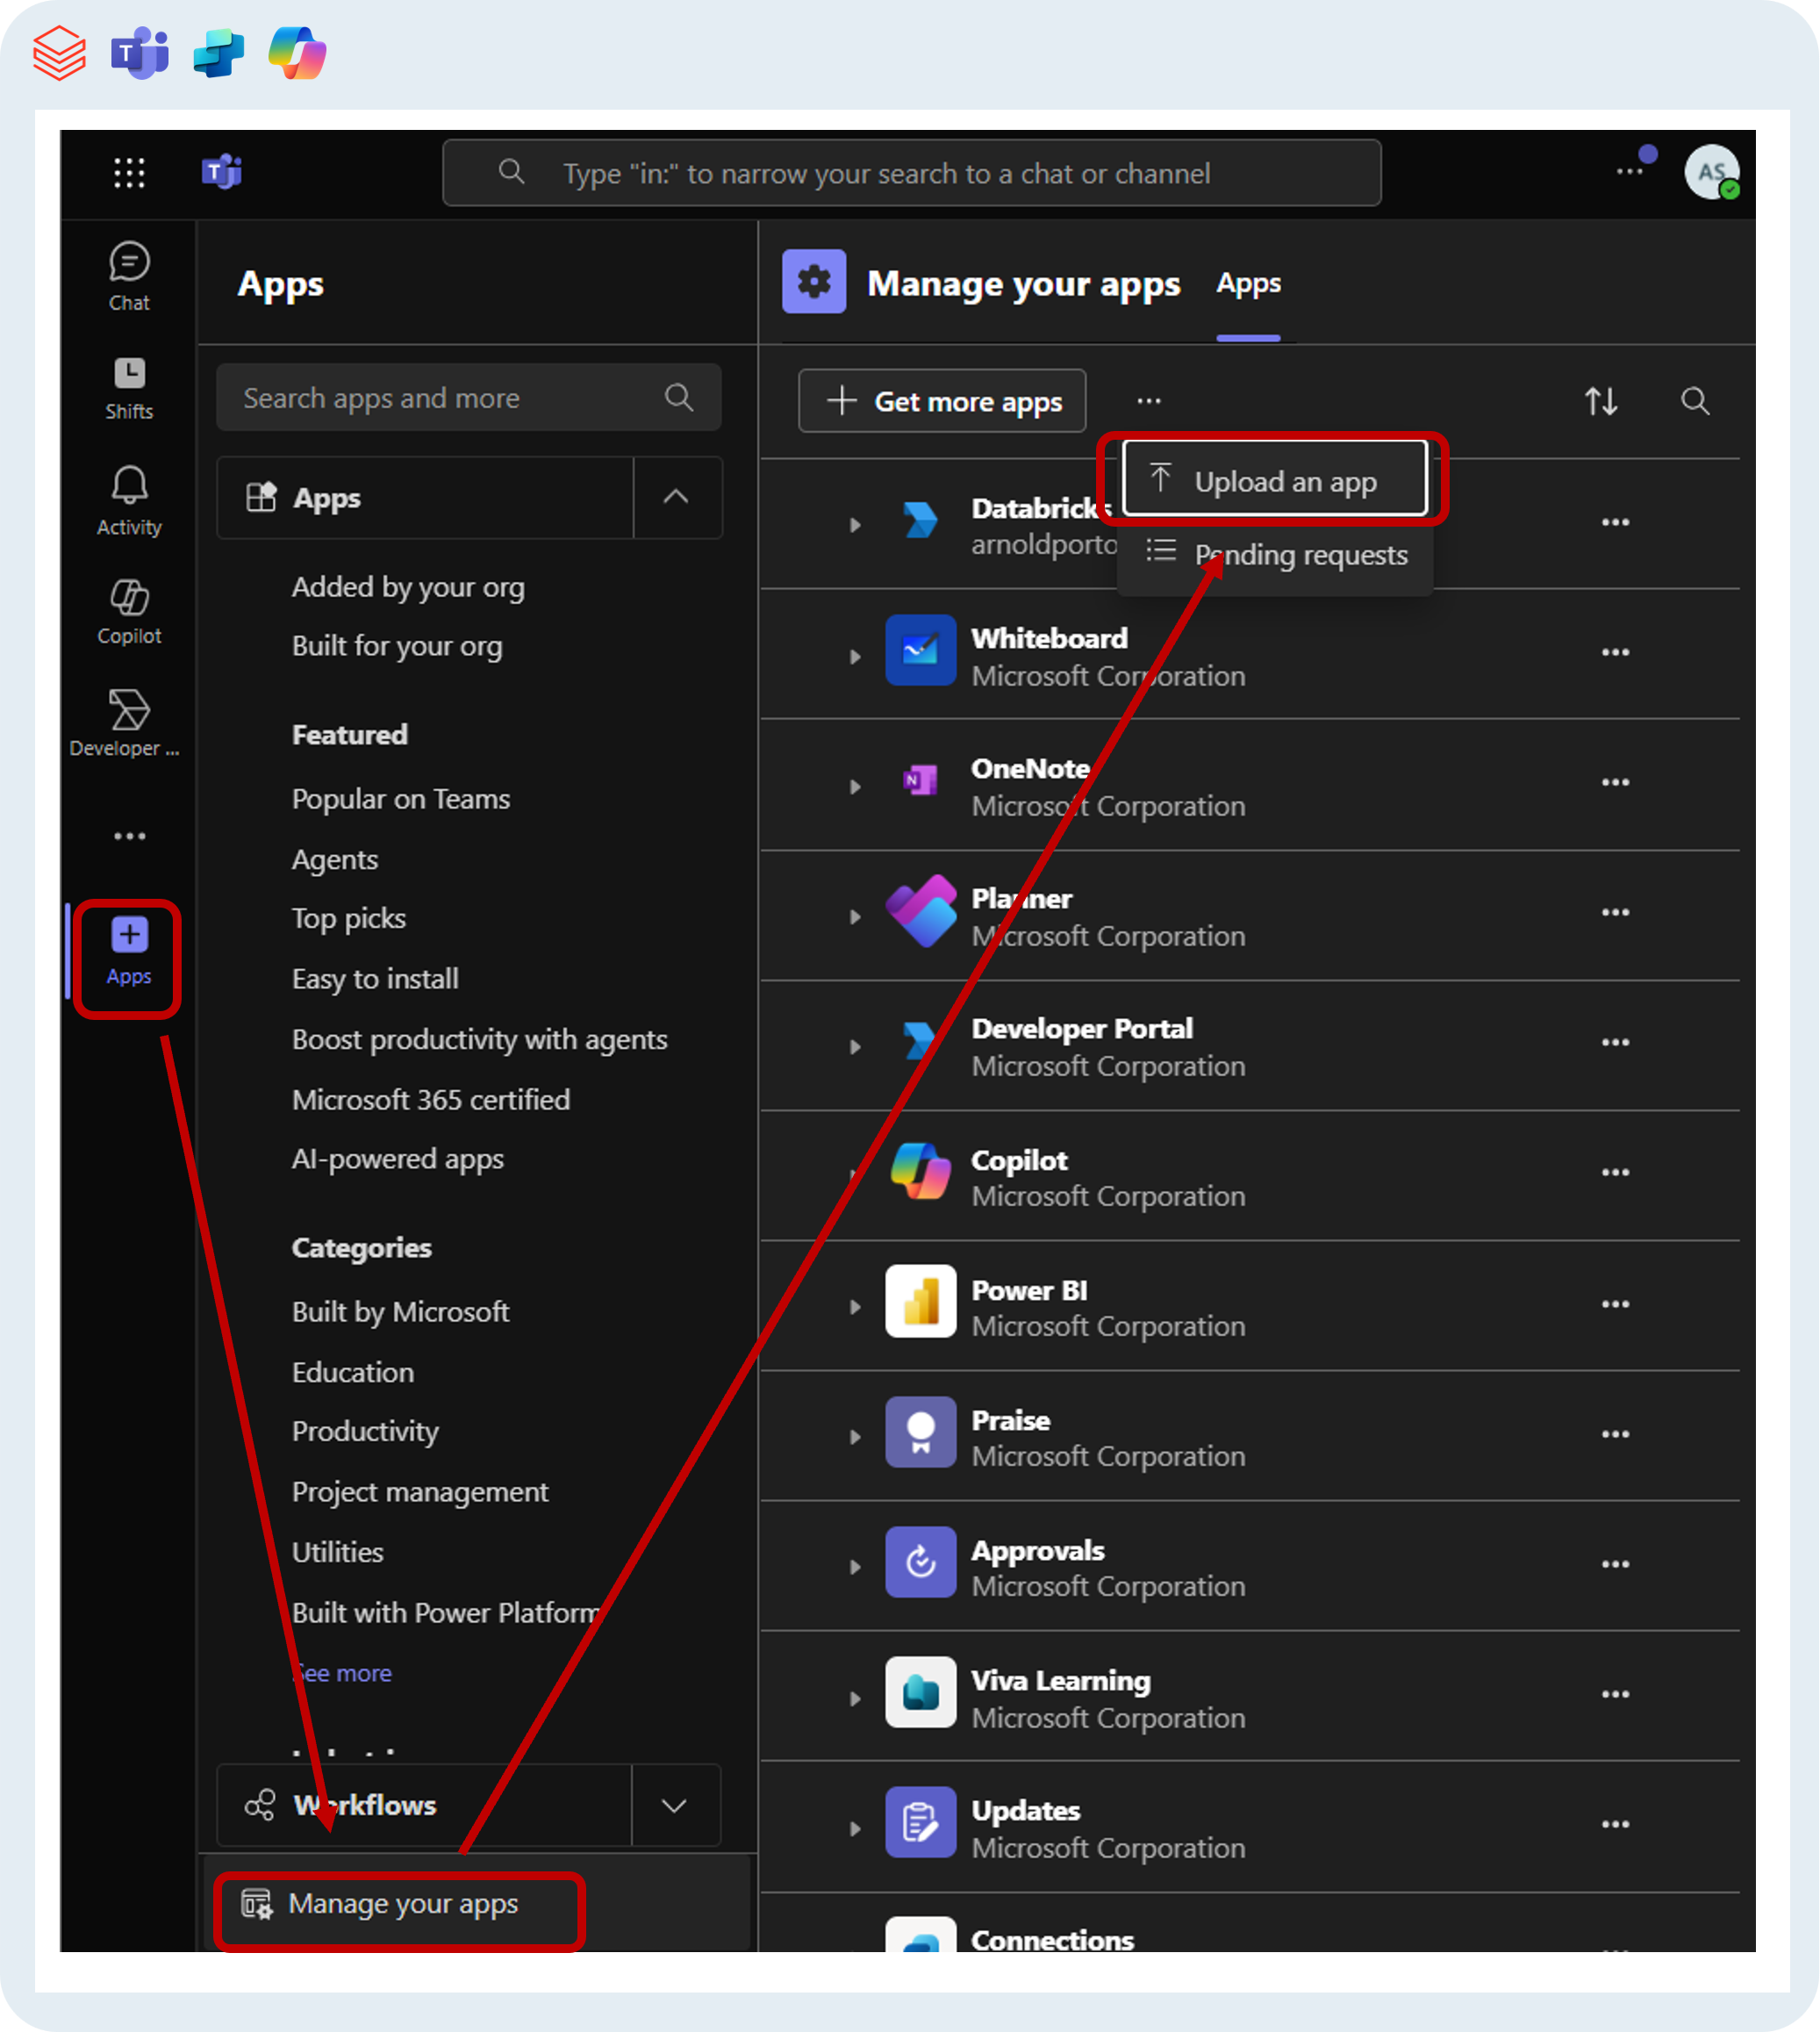 Type "in:" to narrow your search to a chat or channel
AS
Chat
Shifts
Activity
Copilot
Developer ...
Apps
Apps
Search apps and more
Apps
Added by your org
Built for your org
Featured
Popular on Teams
Agents
Top picks
Easy to install
Boost productivity with agents
Microsoft 365 certified
AI-powered apps
Categories
Built by Microsoft
Education
Productivity
Project management
Utilities
Built with Power Platform
See more
Workflows
Manage your apps
Manage your apps
Apps
Get more apps
Upload an app
Pending requests
Databricks
arnoldporto
Whiteboard
Microsoft Corporation
OneNote
Microsoft Corporation
Planner
Microsoft Corporation
Developer Portal
Microsoft Corporation
Copilot
Microsoft Corporation
Power BI
Microsoft Corporation
Praise
Microsoft Corporation
Approvals
Microsoft Corporation
Viva Learning
Microsoft Corporation
Updates
Microsoft Corporation
Connections